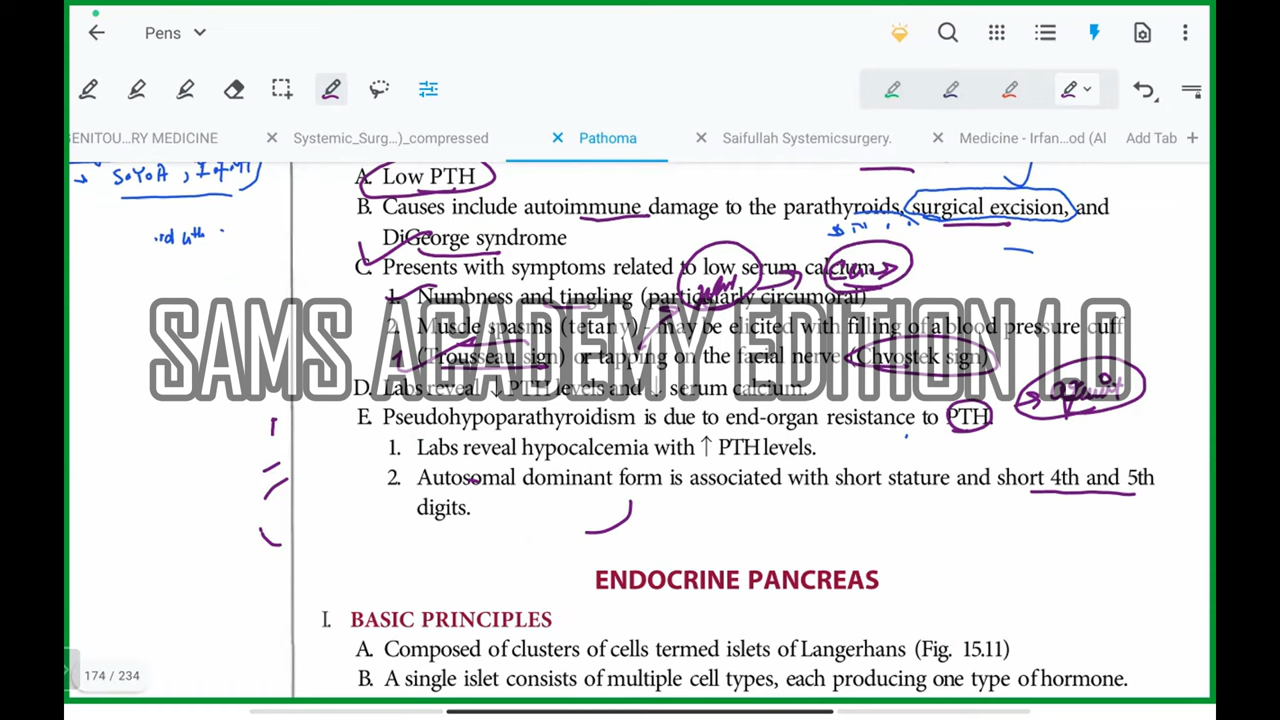 Pens
GENITOU...RY MEDICINE
Systemic_Surg...)_compressed
Pathoma
Saifullah Systemicsurgery.
Medicine - Irfan...od (Al
Add Tab
A. Low PTH
B. Causes include autoimmune damage to the parathyroids, surgical excision, and
DiGeorge syndrome
C. Presents with symptoms related to low serum calcium
1. Numbness and tingling (particularly circumoral)
2. Muscle spasms (tetany)- may be elicited with filling of a blood pressure cuff
(Trousseau sign) or tapping on the facial nerve (Chvostek sign)
SAMS ACADEMY EDITION 1.0
D. Labs reveal ↓ PTH levels and ↓ serum calcium.
E. Pseudohypoparathyroidism is due to end-organ resistance to PTH.
1. Labs reveal hypocalcemia with ↑ PTH levels.
2. Autosomal dominant form is associated with short stature and short 4th and 5th
digits.
ENDOCRINE PANCREAS
I. BASIC PRINCIPLES
A. Composed of clusters of cells termed islets of Langerhans (Fig. 15.11)
B. A single islet consists of multiple cell types, each producing one type of hormone.
174 / 234